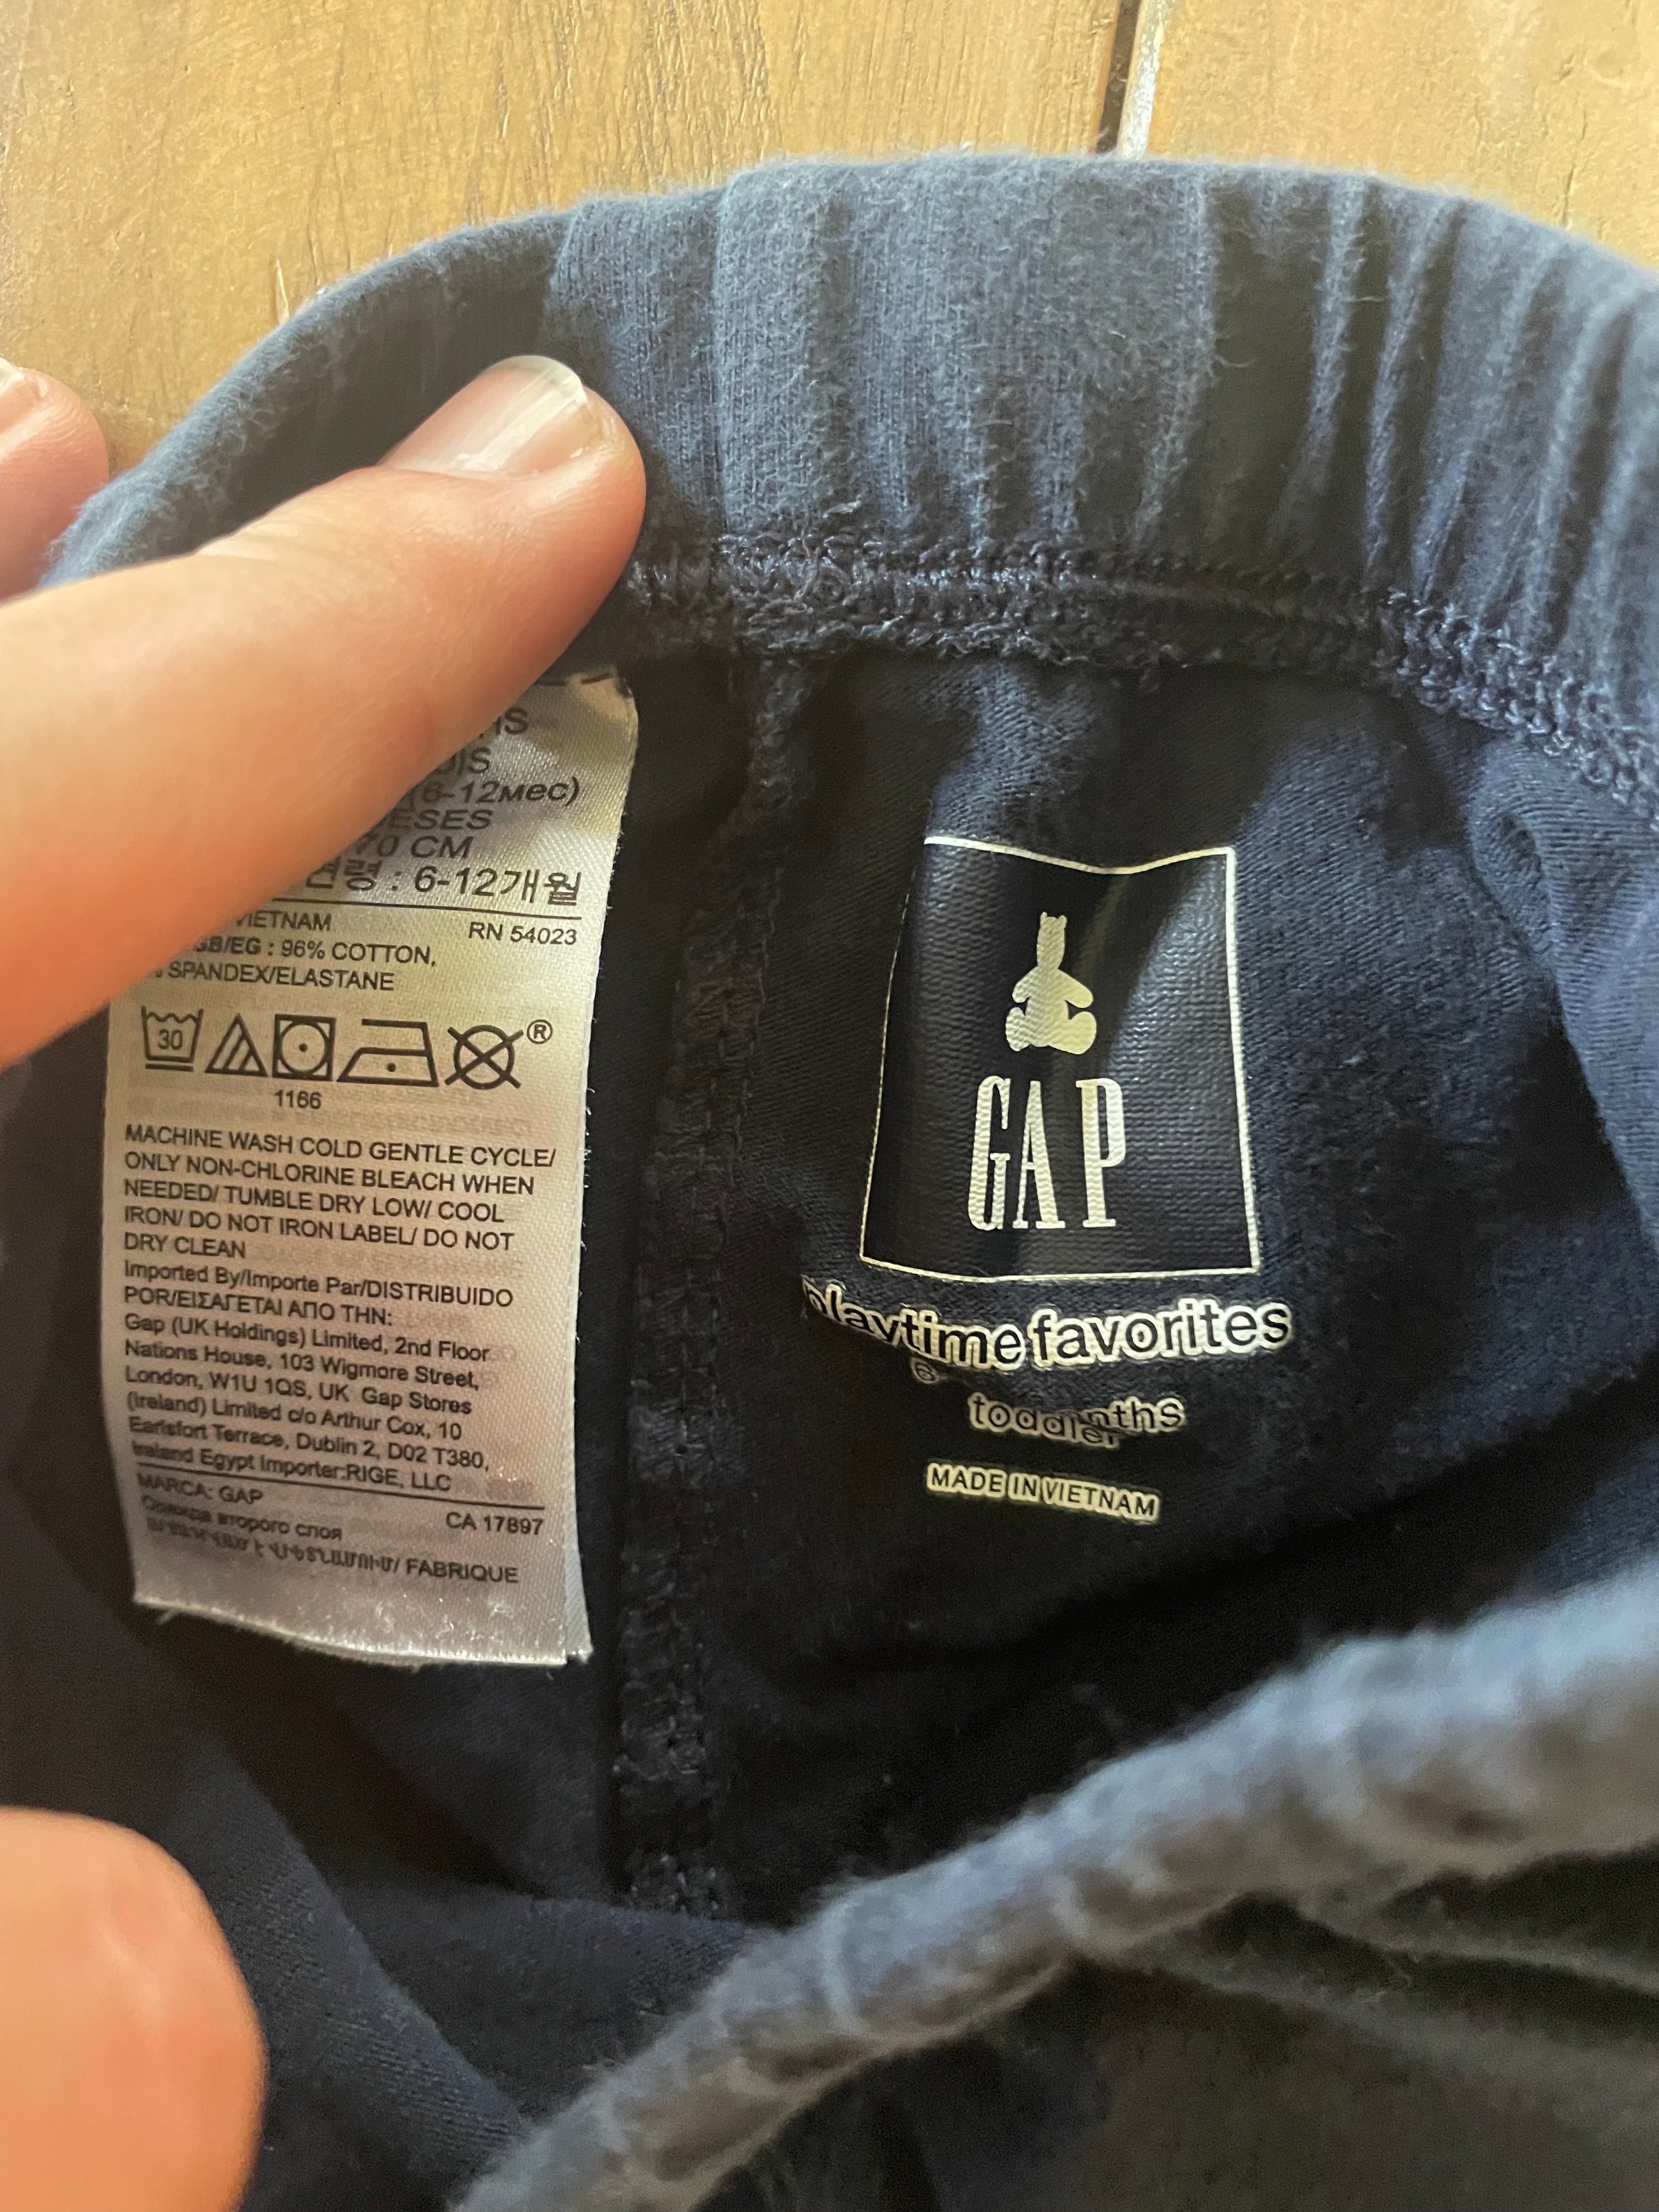 (6-12мес)
70 CM
: 6-12개월
VIETNAM
RN 54023
GB/EG : 96% COTTON,
SPANDEX/ELASTANE
30
®
1166
MACHINE WASH COLD GENTLE CYCLE/
ONLY NON-CHLORINE BLEACH WHEN
NEEDED/ TUMBLE DRY LOW/ COOL
IRON/ DO NOT IRON LABEL/ DO NOT
DRY CLEAN
Imported By/Importe Par/DISTRIBUIDO
POR/ΕΙΣΑΓΕΤΑΙ ΑΠΟ ΤΗΝ:
Gap (UK Holdings) Limited, 2nd Floor
Nations House, 103 Wigmore Street,
London, W1U 1QS, UK Gap Stores
(Ireland) Limited c/o Arthur Cox, 10
Earlsfort Terrace, Dublin 2, D02 T380,
Ireland Egypt Importer:RIGE, LLC
MARCA: GAP
CA 17897
Одежда второго слоя
FABRIQUE
GAP
playtime favorites
toddler
MADE IN VIETNAM